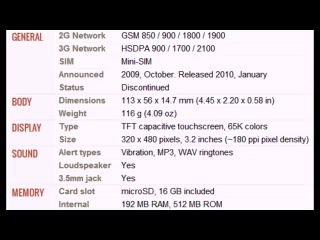 GENERAL 2G Network GSM 850 / 900 / 1800 / 1900
3G Network HSDPA 900 / 1700 / 2100
SIM Mini-SIM
Announced 2009, October. Released 2010, January
Status Discontinued
BODY Dimensions 113 x 56 x 14.7 mm (4.45 x 2.20 x 0.58 in)
Weight 116 g (4.09 oz)
DISPLAY Type TFT capacitive touchscreen, 65K colors
Size 320 x 480 pixels, 3.2 inches (~180 ppi pixel density)
SOUND Alert types Vibration, MP3, WAV ringtones
Loudspeaker Yes
3.5mm jack Yes
MEMORY Card slot microSD, 16 GB included
Internal 192 MB RAM, 512 MB ROM